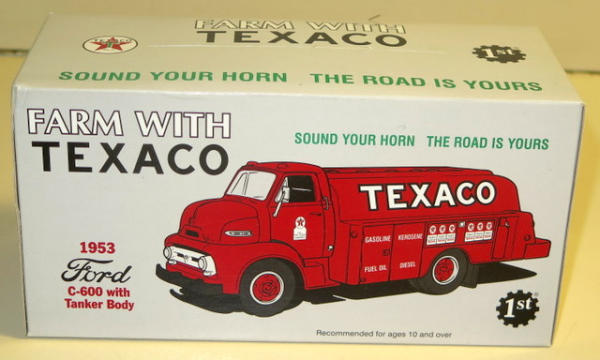 FARM WITH
TEXACO
1st
SOUND YOUR HORN THE ROAD IS YOURS
FARM WITH
TEXACO
SOUND YOUR HORN THE ROAD IS YOURS
TEXACO
GASOLINE KEROSENE
FUEL OIL DIESEL
1953
Ford
C-600 with
Tanker Body
1st
Recommended for ages 10 and over